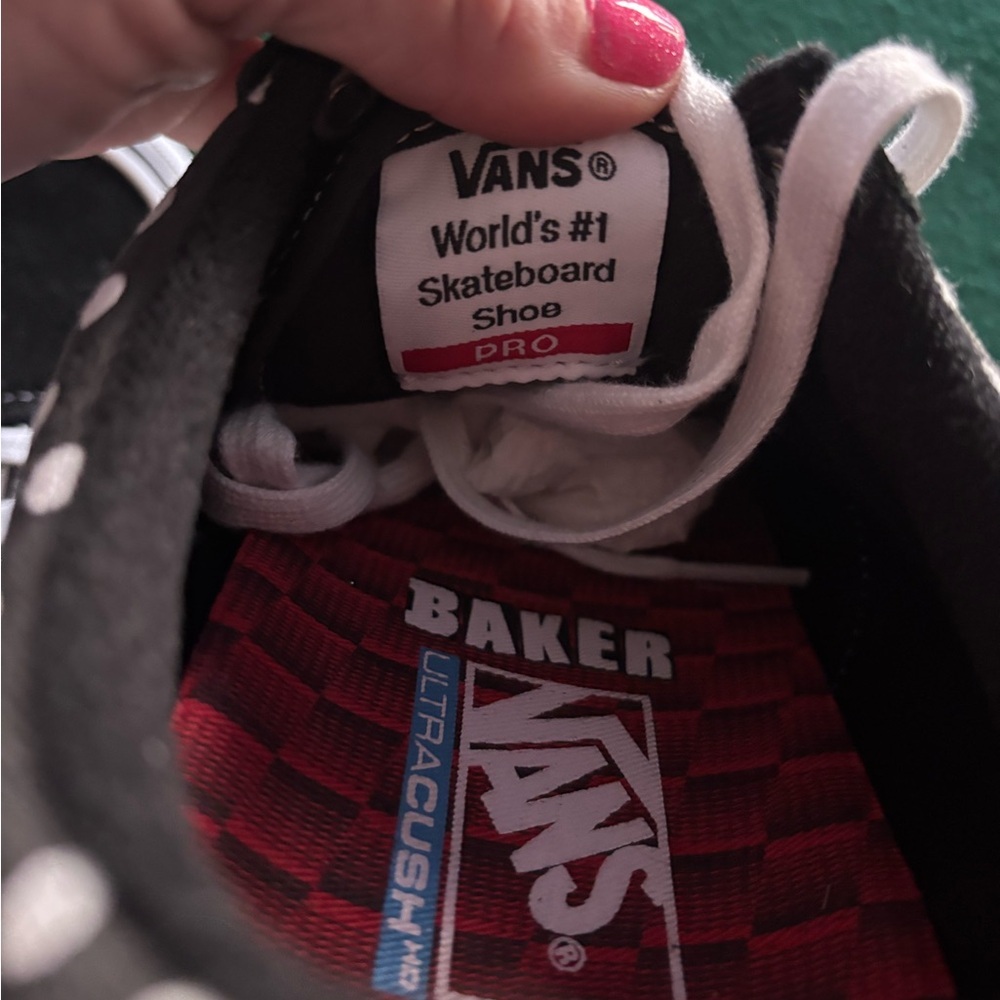 VANS®
World's #1
Skateboard
Shoe
PRO
BAKER
ULTRACUSH HD
VANS®